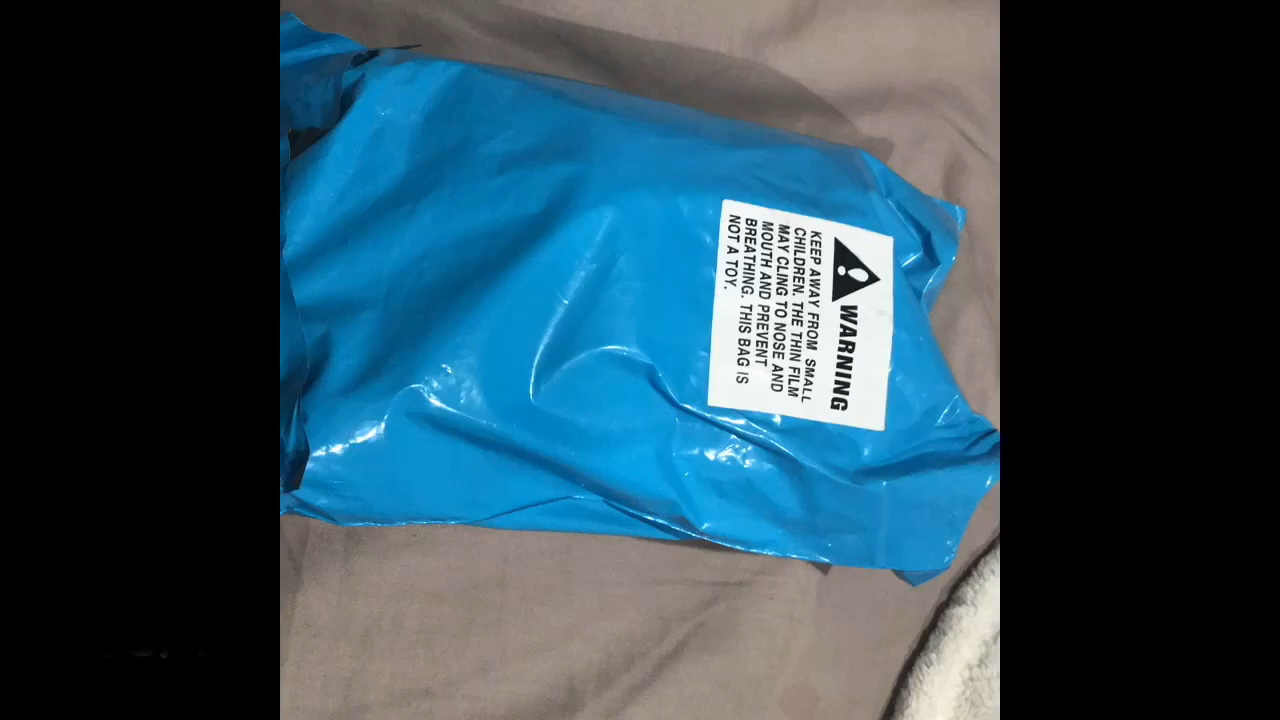 WARNING
KEEP AWAY FROM SMALL
CHILDREN. THE THIN FILM
MAY CLING TO NOSE AND
MOUTH AND PREVENT
BREATHING. THIS BAG IS
NOT A TOY.